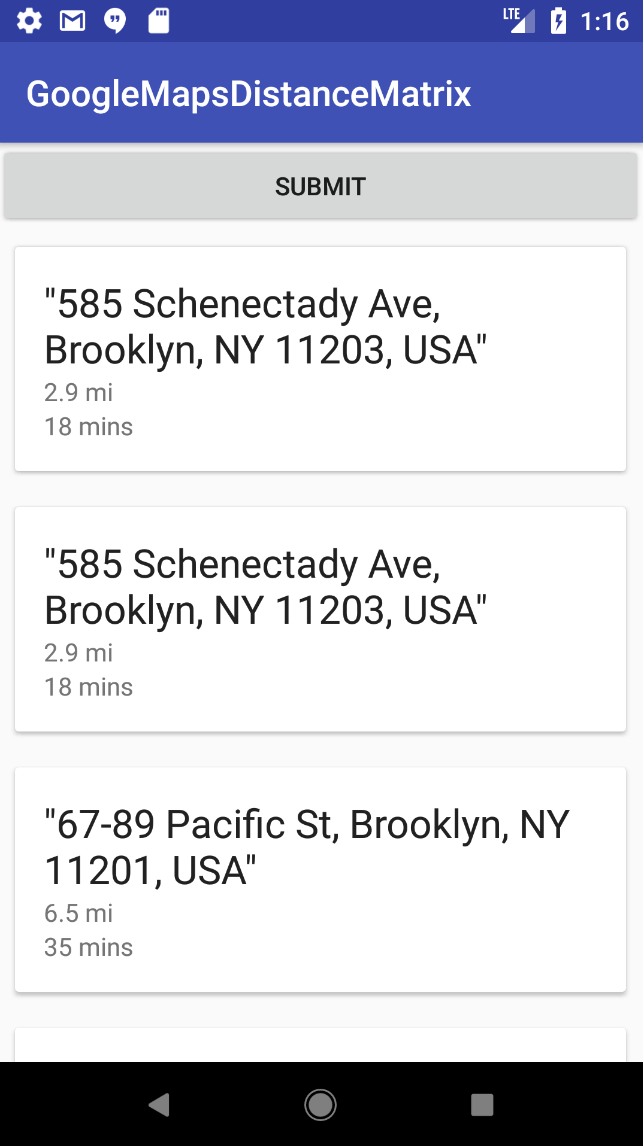 LTE 1:16
GoogleMapsDistanceMatrix
SUBMIT
"585 Schenectady Ave,
Brooklyn, NY 11203, USA"
2.9 mi
18 mins
"585 Schenectady Ave,
Brooklyn, NY 11203, USA"
2.9 mi
18 mins
"67-89 Pacific St, Brooklyn, NY
11201, USA"
6.5 mi
35 mins